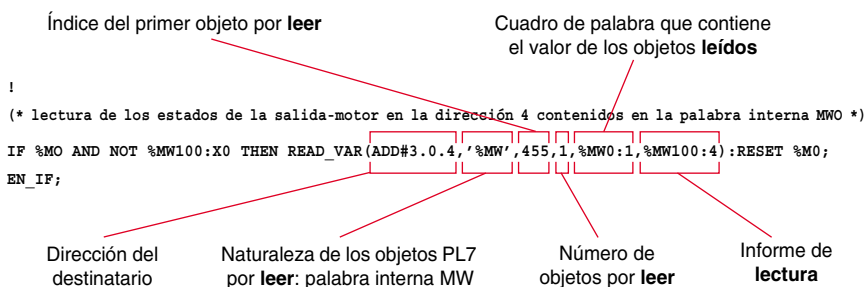 Índice del primer objeto por leer
Cuadro de palabra que contiene
el valor de los objetos leídos
!
(* lectura de los estados de la salida-motor en la dirección 4 contenidos en la palabra interna MWO *)
IF %MO AND NOT %MW100:X0 THEN READ_VAR(ADD#3.0.4,'%MW',455,1,%MW0:1,%MW100:4):RESET %M0;
EN_IF;
Dirección del
destinatario
Naturaleza de los objetos PL7
por leer: palabra interna MW
Número de
objetos por leer
Informe de
lectura